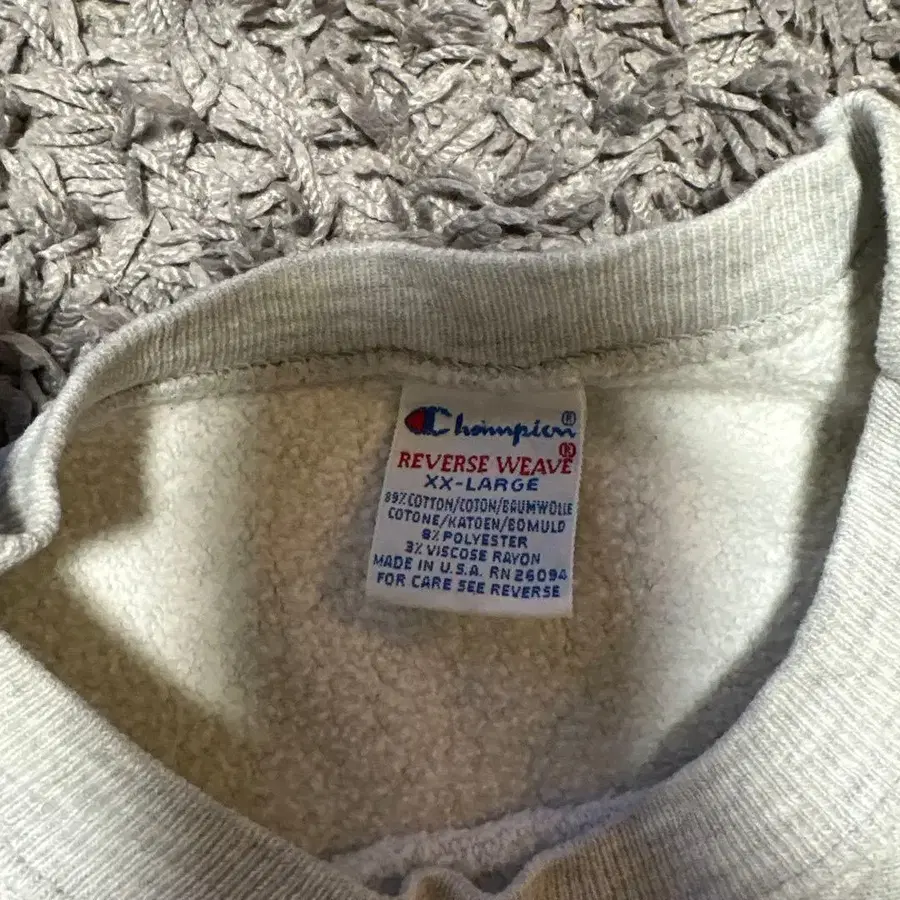 Champion®
REVERSE WEAVE®
XX-LARGE
89% COTTON/COTON/BAUMWOLLE
COTONE/KATOEN/BOMULD
8% POLYESTER
3% VISCOSE RAYON
MADE IN U.S.A. RN 26094
FOR CARE SEE REVERSE